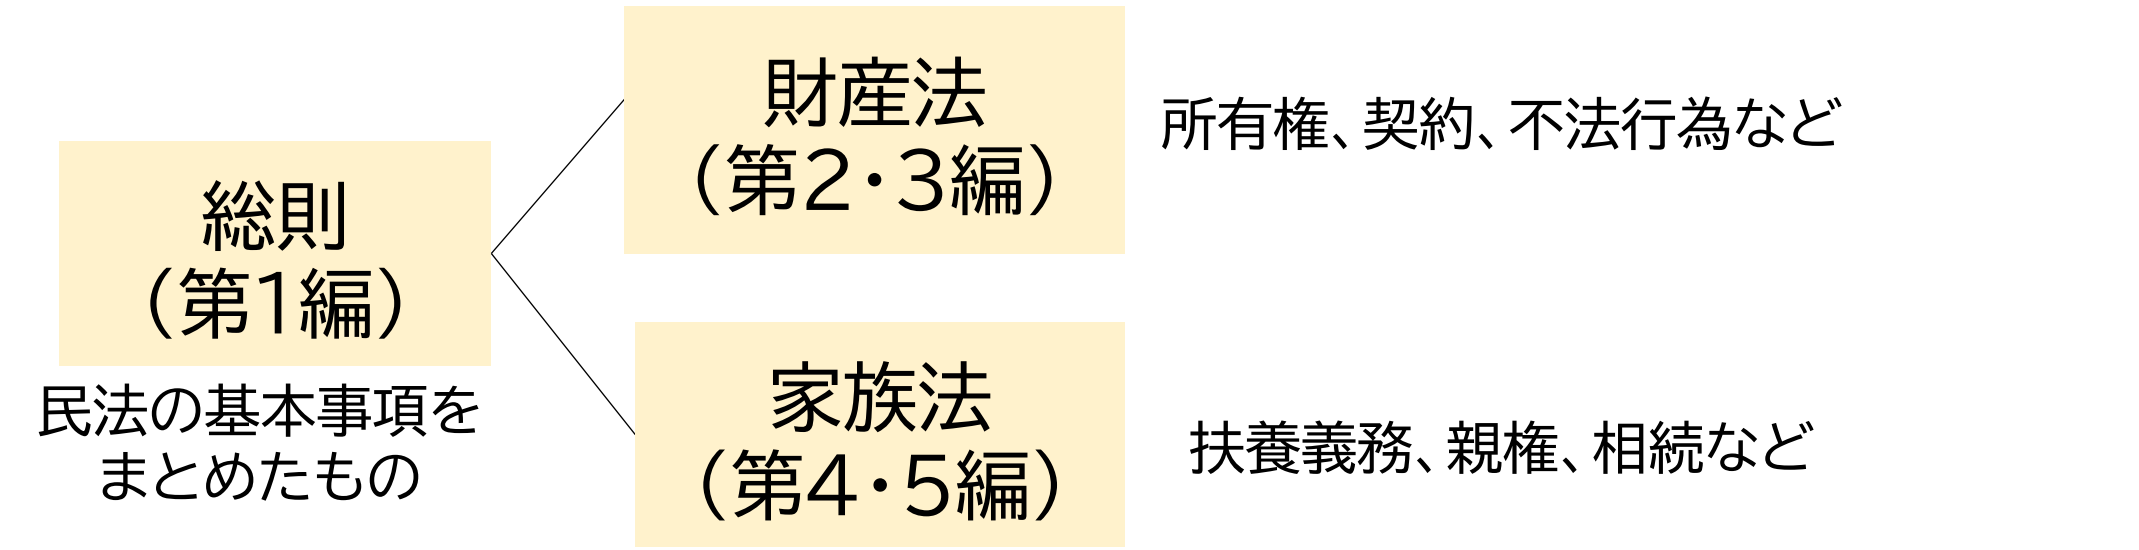 総則
（第1編）
民法の基本事項を
まとめたもの
財産法
（第2・3編）
所有権、契約、不法行為など
家族法
（第4・5編）
扶養義務、親権、相続など